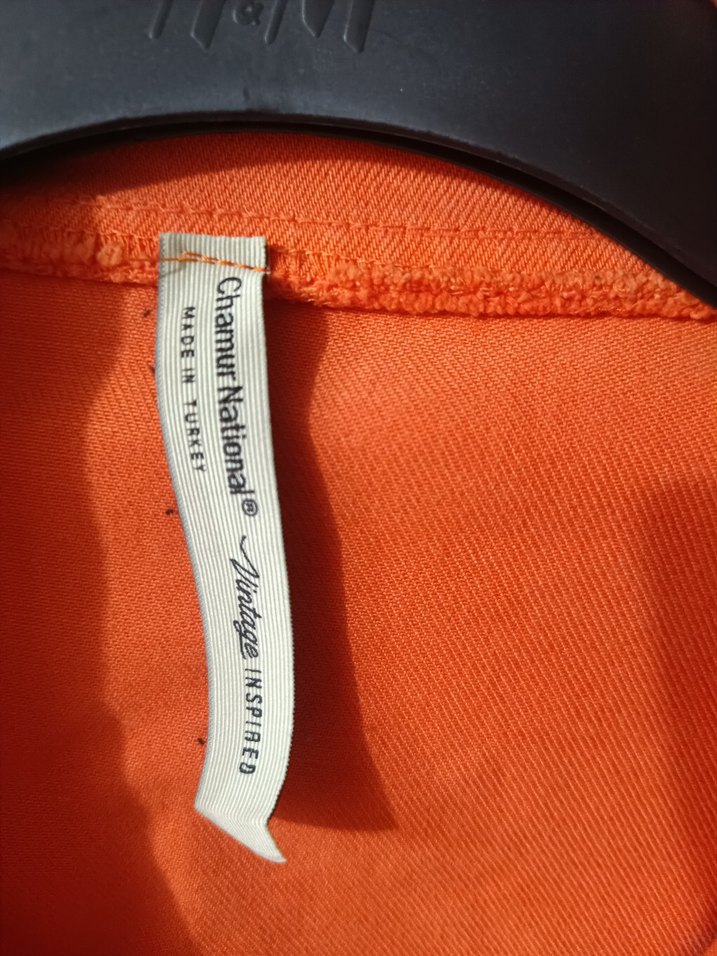 H&M
Chamur National® Vintage INSPIRED
MADE IN TURKEY